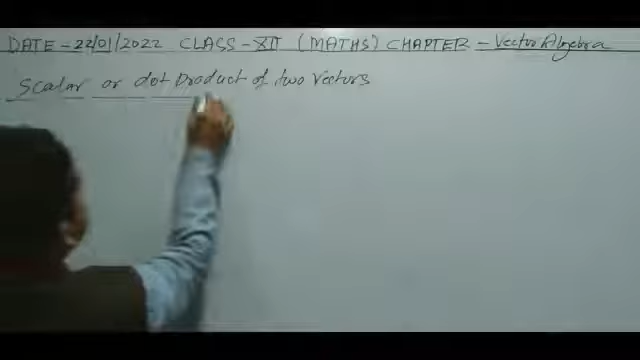 DATE - 22/01/2022 CLASS - XII (MATHS) CHAPTER - Vector Algebra
Scalar or dot Product of two Vectors